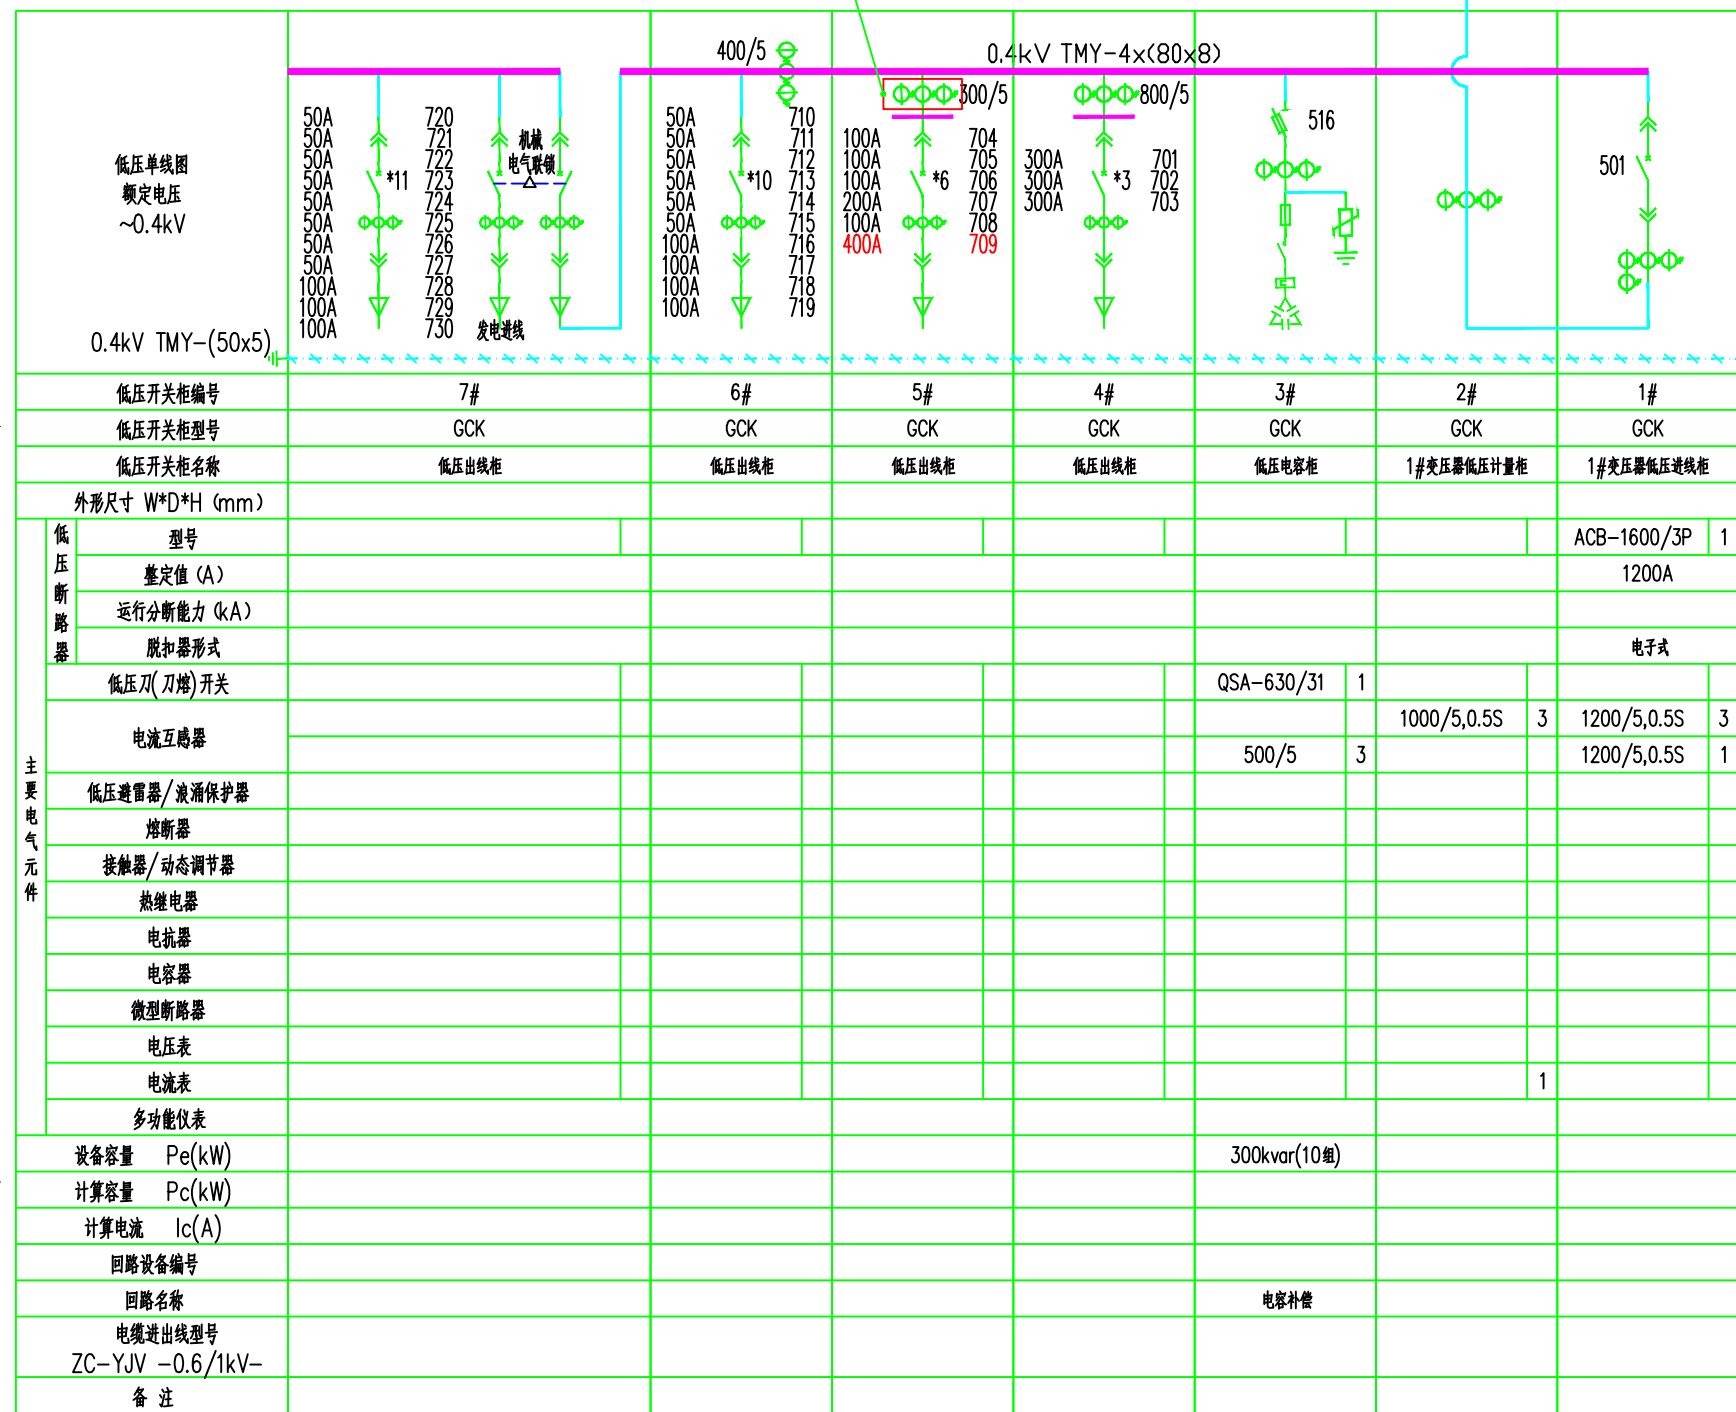 400/5
0.4kV TMY-4x(80x8)
300/5
800/5
低压单线图
额定电压
~0.4kV
0.4kV TMY-(50x5)
50A 720
50A 721
50A 722
50A 723
50A 724
50A 725
50A 726
50A 727
100A 728
100A 729
100A 730
*11
机械
电气联锁
发电进线
50A 710
50A 711
50A 712
50A 713
50A 714
50A 715
100A 716
100A 717
100A 718
100A 719
*10
100A 704
100A 705
100A 706
200A 707
100A 708
400A 709
*6
300A 701
300A 702
300A 703
*3
516
501
低压开关柜编号 7# 6# 5# 4# 3# 2# 1#
低压开关柜型号 GCK GCK GCK GCK GCK GCK GCK
低压开关柜名称 低压出线柜 低压出线柜 低压出线柜 低压出线柜 低压电容柜 1#变压器低压计量柜 1#变压器低压进线柜
外形尺寸 W*D*H (mm)
主要电气元件
低压断路器
型号 ACB-1600/3P 1
整定值 (A) 1200A
运行分断能力 (kA)
脱扣器形式 电子式
低压刀(刀熔)开关 QSA-630/31 1
电流互感器 1000/5,0.5S 3 1200/5,0.5S 3
500/5 3 1200/5,0.5S 1
低压避雷器/浪涌保护器
熔断器
接触器/动态调节器
热继电器
电抗器
电容器
微型断路器
电压表
电流表 1
多功能仪表
设备容量 Pe(kW) 300kvar(10组)
计算容量 Pc(kW)
计算电流 Ic(A)
回路设备编号
回路名称 电容补偿
电缆进出线型号
ZC-YJV -0.6/1kV-
备 注